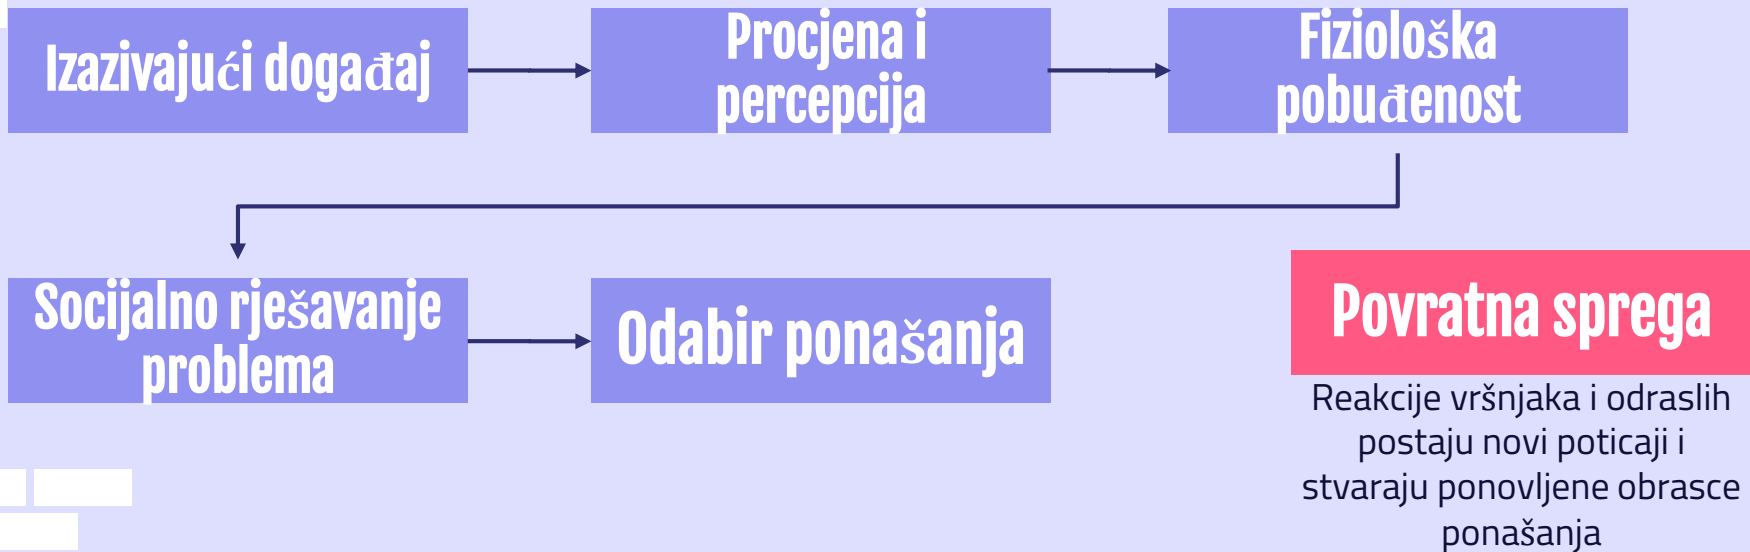 Izazivajući događaj
Procjena i
percepcija
Fiziološka
pobuđenost
Socijalno rješavanje
problema
Odabir ponašanja
Povratna sprega
Reakcije vršnjaka i odraslih
postaju novi poticaji i
stvaraju ponovljene obrasce
ponašanja